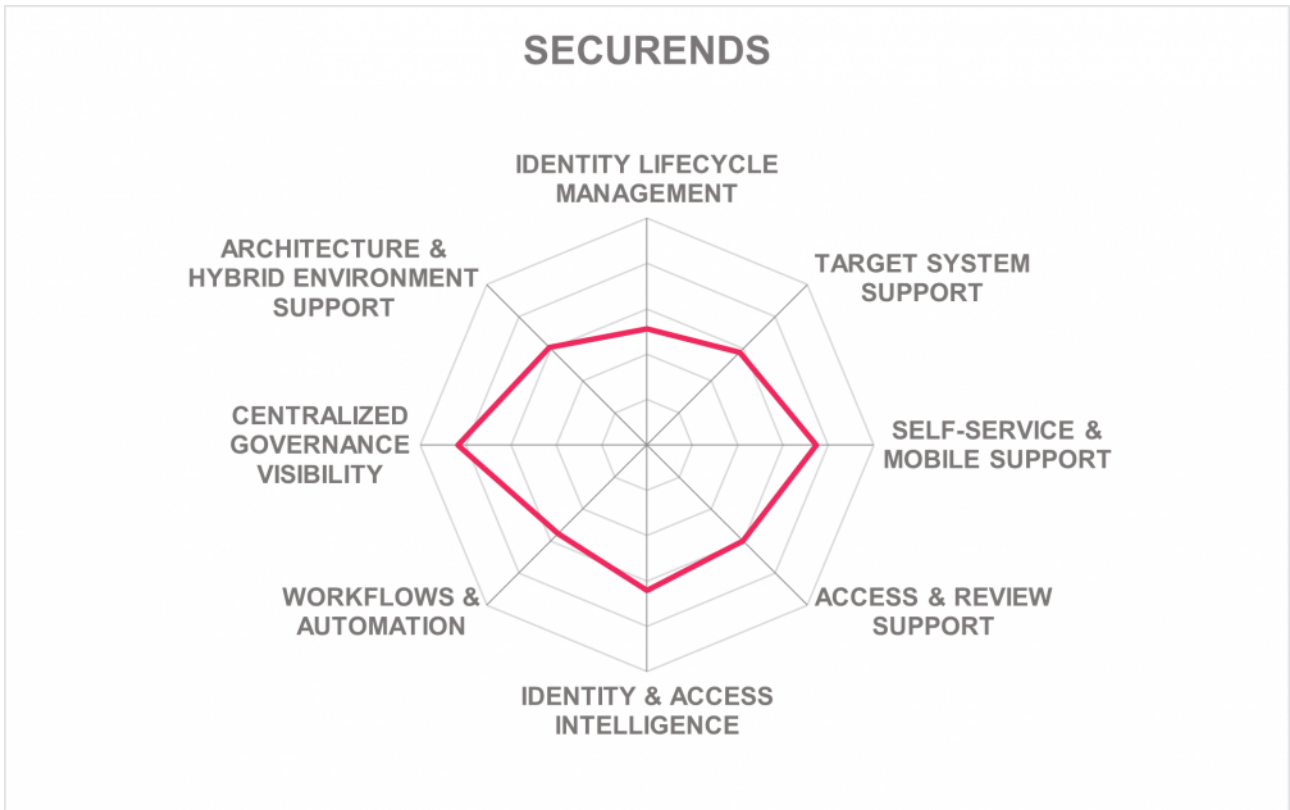 SECURENDS
IDENTITY LIFECYCLE
MANAGEMENT
TARGET SYSTEM
SUPPORT
SELF-SERVICE &
MOBILE SUPPORT
ACCESS & REVIEW
SUPPORT
IDENTITY & ACCESS
INTELLIGENCE
WORKFLOWS &
AUTOMATION
CENTRALIZED
GOVERNANCE
VISIBILITY
ARCHITECTURE &
HYBRID ENVIRONMENT
SUPPORT